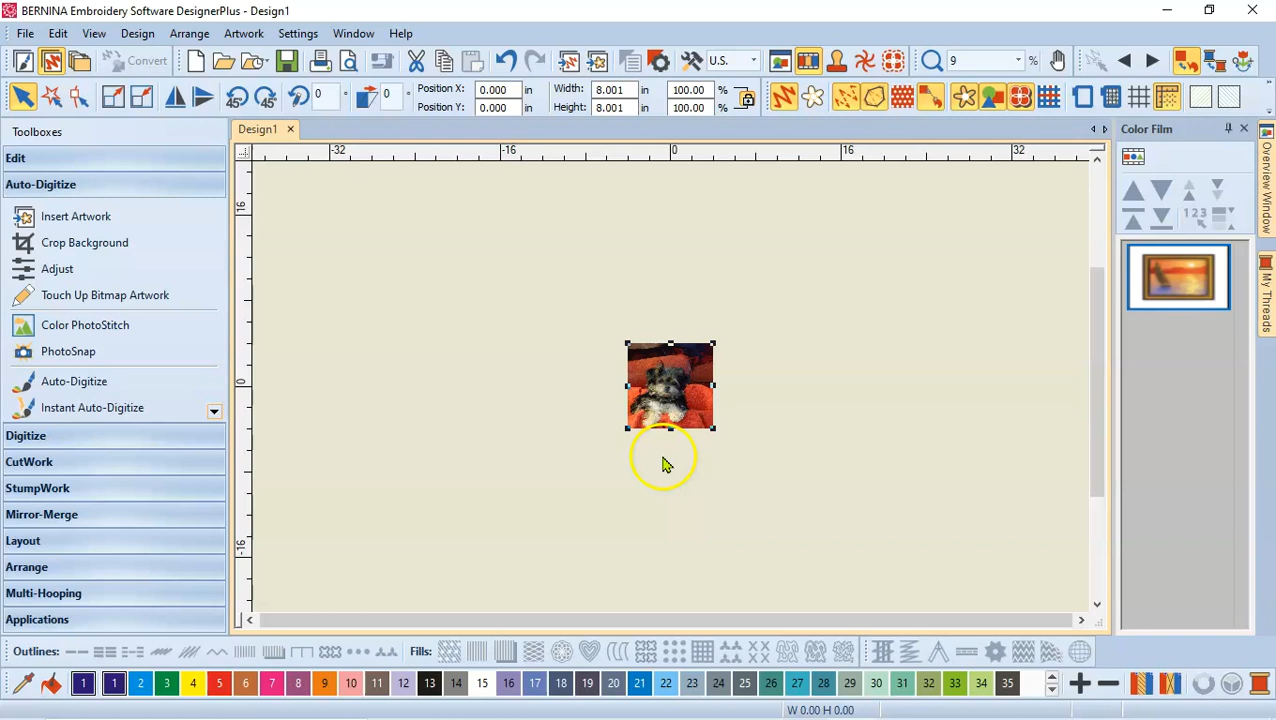 BERNINA Embroidery Software DesignerPlus - Design1
File Edit View Design Arrange Artwork Settings Window Help
Convert U.S. 9
45 45 0 0 Position X: 0.000 in Width: 8.001 in 100.00 %
Position Y: 0.000 in Height: 8.001 in 100.00 %
Toolboxes
Design1
Color Film
Edit
Auto-Digitize
Insert Artwork
Crop Background
Adjust
Touch Up Bitmap Artwork
Color PhotoStitch
PhotoSnap
Auto-Digitize
Instant Auto-Digitize
Digitize
CutWork
StumpWork
Mirror-Merge
Layout
Arrange
Multi-Hooping
Applications
-32 -16 0 16 32
16
0
-16
1 2 3
Overview Window
My Threads
Outlines: Fills:
1 1 2 3 4 5 6 7 8 9 10 11 12 13 14 15 16 17 18 19 20 21 22 23 24 25 26 27 28 29 30 31 32 33 34 35
W 0.00 H 0.00